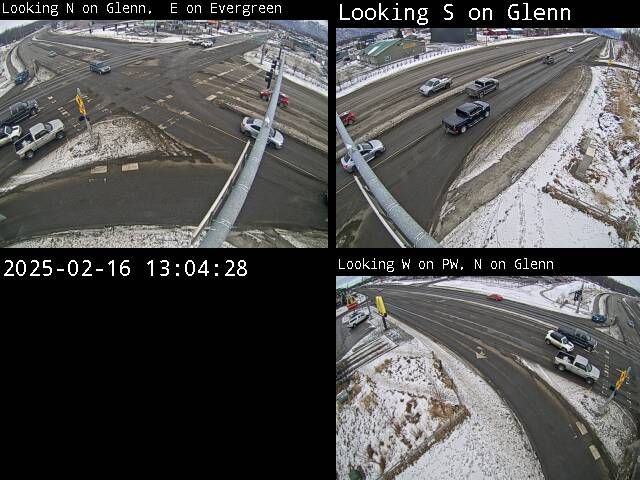 Looking N on Glenn,  E on Evergreen
Looking S on Glenn
2025-02-16 13:04:28
Looking W on PW, N on Glenn